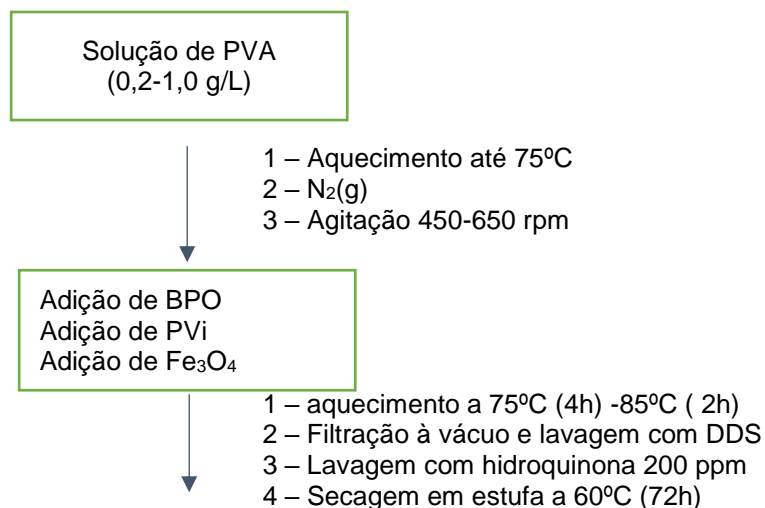 Solução de PVA
(0,2-1,0 g/L)
1 – Aquecimento até 75ºC
2 – N₂(g)
3 – Agitação 450-650 rpm
Adição de BPO
Adição de PVi
Adição de Fe₃O₄
1 – aquecimento a 75ºC (4h) -85ºC ( 2h)
2 – Filtração à vácuo e lavagem com DDS
3 – Lavagem com hidroquinona 200 ppm
4 – Secagem em estufa a 60ºC (72h)